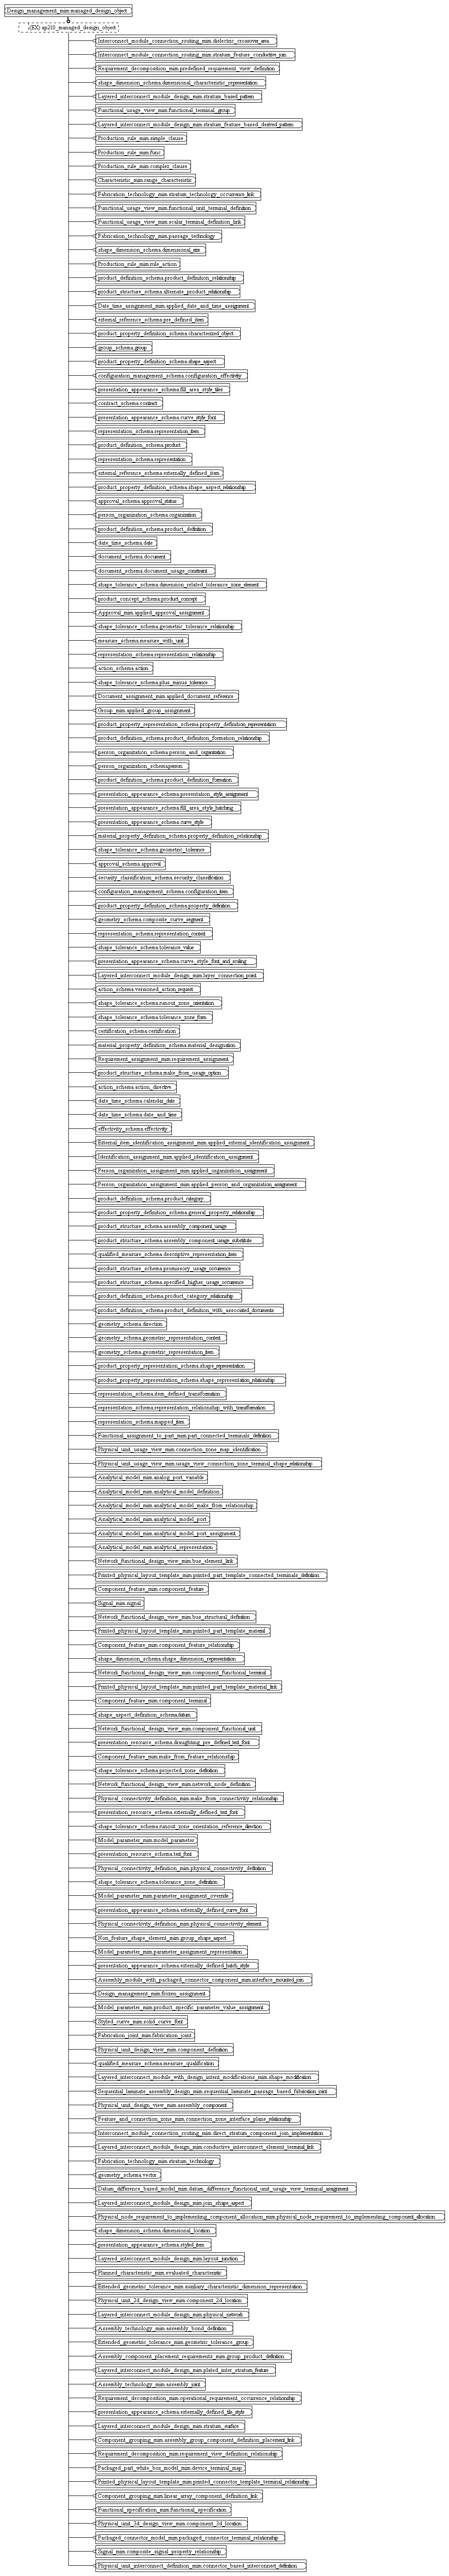 Design_management_mim.managed_design_object
(EX) ap210_managed_design_object
Interconnect_module_connection_routing_mim.dielectric_crossover_area
Interconnect_module_connection_routing_mim.stratum_feature_conductive_join
Requirement_decomposition_mim.predefined_requirement_view_definition
shape_dimension_schema.dimensional_characteristic_representation
Layered_interconnect_module_design_mim.stratum_based_pattern
Functional_usage_view_mim.functional_terminal_group
Layered_interconnect_module_design_mim.stratum_feature_based_derived_pattern
Production_rule_mim.simple_clause
Production_rule_mim.func
Production_rule_mim.complex_clause
Characteristic_mim.range_characteristic
Fabrication_technology_mim.stratum_technology_occurrence_link
Functional_usage_view_mim.functional_unit_terminal_definition
Functional_usage_view_mim.scalar_terminal_definition_link
Fabrication_technology_mim.passage_technology
shape_dimension_schema.dimensional_size
Production_rule_mim.rule_action
product_definition_schema.product_definition_relationship
product_structure_schema.alternate_product_relationship
Date_time_assignment_mim.applied_date_and_time_assignment
external_reference_schema.pre_defined_item
product_property_definition_schema.characterized_object
group_schema.group
product_property_definition_schema.shape_aspect
configuration_management_schema.configuration_effectivity
presentation_appearance_schema.fill_area_style_tiles
contract_schema.contract
presentation_appearance_schema.curve_style_font
representation_schema.representation_item
product_definition_schema.product
representation_schema.representation
external_reference_schema.externally_defined_item
product_property_definition_schema.shape_aspect_relationship
approval_schema.approval_status
person_organization_schema.organization
product_definition_schema.product_definition
date_time_schema.date
document_schema.document
document_schema.document_usage_constraint
shape_tolerance_schema.dimension_related_tolerance_zone_element
product_concept_schema.product_concept
Approval_mim.applied_approval_assignment
shape_tolerance_schema.geometric_tolerance_relationship
measure_schema.measure_with_unit
representation_schema.representation_relationship
action_schema.action
shape_tolerance_schema.plus_minus_tolerance
Document_assignment_mim.applied_document_reference
Group_mim.applied_group_assignment
product_property_representation_schema.property_definition_representation
product_definition_schema.product_definition_formation_relationship
person_organization_schema.person_and_organization
person_organization_schema.person
product_definition_schema.product_definition_formation
presentation_appearance_schema.presentation_style_assignment
presentation_appearance_schema.fill_area_style_hatching
presentation_appearance_schema.curve_style
material_property_definition_schema.property_definition_relationship
shape_tolerance_schema.geometric_tolerance
approval_schema.approval
security_classification_schema.security_classification
configuration_management_schema.configuration_item
product_property_definition_schema.property_definition
geometry_schema.composite_curve_segment
representation_schema.representation_context
shape_tolerance_schema.tolerance_value
presentation_appearance_schema.curve_style_font_and_scaling
Layered_interconnect_module_design_mim.layer_connection_point
action_schema.versioned_action_request
shape_tolerance_schema.runout_zone_orientation
shape_tolerance_schema.tolerance_zone_form
certification_schema.certification
material_property_definition_schema.material_designation
Requirement_assignment_mim.requirement_assignment
product_structure_schema.make_from_usage_option
action_schema.action_directive
date_time_schema.calendar_date
date_time_schema.date_and_time
effectivity_schema.effectivity
External_item_identification_assignment_mim.applied_external_identification_assignment
Identification_assignment_mim.applied_identification_assignment
Person_organization_assignment_mim.applied_organization_assignment
Person_organization_assignment_mim.applied_person_and_organization_assignment
product_definition_schema.product_category
product_property_definition_schema.general_property_relationship
product_structure_schema.assembly_component_usage
product_structure_schema.assembly_component_usage_substitute
qualified_measure_schema.descriptive_representation_item
product_structure_schema.promissory_usage_occurrence
product_structure_schema.specified_higher_usage_occurrence
product_definition_schema.product_category_relationship
product_definition_schema.product_definition_with_associated_documents
geometry_schema.direction
geometry_schema.geometric_representation_context
geometry_schema.geometric_representation_item
product_property_representation_schema.shape_representation
product_property_representation_schema.shape_representation_relationship
representation_schema.item_defined_transformation
representation_schema.representation_relationship_with_transformation
representation_schema.mapped_item
Functional_assignment_to_part_mim.part_connected_terminals_definition
Physical_unit_usage_view_mim.connection_zone_map_identification
Physical_unit_usage_view_mim.usage_view_connection_zone_terminal_shape_relationship
Analytical_model_mim.analog_port_variable
Analytical_model_mim.analytical_model_definition
Analytical_model_mim.analytical_model_make_from_relationship
Analytical_model_mim.analytical_model_port
Analytical_model_mim.analytical_model_port_assignment
Analytical_model_mim.analytical_representation
Network_functional_design_view_mim.bus_element_link
Printed_physical_layout_template_mim.printed_part_template_connected_terminals_definition
Component_feature_mim.component_feature
Signal_mim.signal
Network_functional_design_view_mim.bus_structural_definition
Printed_physical_layout_template_mim.printed_part_template_material
Component_feature_mim.component_feature_relationship
shape_dimension_schema.shape_dimension_representation
Network_functional_design_view_mim.component_functional_terminal
Printed_physical_layout_template_mim.printed_part_template_material_link
Component_feature_mim.component_terminal
shape_aspect_definition_schema.datum
Network_functional_design_view_mim.component_functional_unit
presentation_resource_schema.draughting_pre_defined_text_font
Component_feature_mim.make_from_feature_relationship
shape_tolerance_schema.projected_zone_definition
Network_functional_design_view_mim.network_node_definition
Physical_connectivity_definition_mim.make_from_connectivity_relationship
presentation_resource_schema.externally_defined_text_font
shape_tolerance_schema.runout_zone_orientation_reference_direction
Model_parameter_mim.model_parameter
presentation_resource_schema.text_font
Physical_connectivity_definition_mim.physical_connectivity_definition
shape_tolerance_schema.tolerance_zone_definition
Model_parameter_mim.parameter_assignment_override
presentation_appearance_schema.externally_defined_curve_font
Physical_connectivity_definition_mim.physical_connectivity_element
Non_feature_shape_element_mim.group_shape_aspect
Model_parameter_mim.parameter_assignment_representation
presentation_appearance_schema.externally_defined_hatch_style
Assembly_module_with_packaged_connector_component_mim.interface_mounted_join
Design_management_mim.frozen_assignment
Model_parameter_mim.product_specific_parameter_value_assignment
Styled_curve_mim.solid_curve_font
Fabrication_joint_mim.fabrication_joint
Physical_unit_design_view_mim.component_definition
qualified_measure_schema.measure_qualification
Layered_interconnect_module_with_design_intent_modifications_mim.shape_modification
Sequential_laminate_assembly_design_mim.sequential_laminate_passage_based_fabrication_joint
Physical_unit_design_view_mim.assembly_component
Feature_and_connection_zone_mim.connection_zone_interface_plane_relationship
Interconnect_module_connection_routing_mim.direct_stratum_component_join_implementation
Layered_interconnect_module_design_mim.conductive_interconnect_element_terminal_link
Fabrication_technology_mim.stratum_technology
geometry_schema.vector
Datum_difference_based_model_mim.datum_difference_functional_unit_usage_view_terminal_assignment
Layered_interconnect_module_design_mim.join_shape_aspect
Physical_node_requirement_to_implementing_component_allocation_mim.physical_node_requirement_to_implementing_component_allocation
shape_dimension_schema.dimensional_location
presentation_appearance_schema.styled_item
Layered_interconnect_module_design_mim.layout_junction
Planned_characteristic_mim.evaluated_characteristic
Extended_geometric_tolerance_mim.auxiliary_characteristic_dimension_representation
Physical_unit_2d_design_view_mim.component_2d_location
Layered_interconnect_module_design_mim.physical_network
Assembly_technology_mim.assembly_bond_definition
Extended_geometric_tolerance_mim.geometric_tolerance_group
Assembly_component_placement_requirements_mim.group_product_definition
Layered_interconnect_module_design_mim.plated_inter_stratum_feature
Assembly_technology_mim.assembly_joint
Requirement_decomposition_mim.operational_requirement_occurrence_relationship
presentation_appearance_schema.externally_defined_tile_style
Layered_interconnect_module_design_mim.stratum_surface
Component_grouping_mim.assembly_group_component_definition_placement_link
Requirement_decomposition_mim.requirement_view_definition_relationship
Packaged_part_white_box_model_mim.device_terminal_map
Printed_physical_layout_template_mim.printed_connector_template_terminal_relationship
Component_grouping_mim.linear_array_component_definition_link
Functional_specification_mim.functional_specification
Physical_unit_3d_design_view_mim.component_3d_location
Packaged_connector_model_mim.packaged_connector_terminal_relationship
Signal_mim.composite_signal_property_relationship
Physical_unit_interconnect_definition_mim.connector_based_interconnect_definition